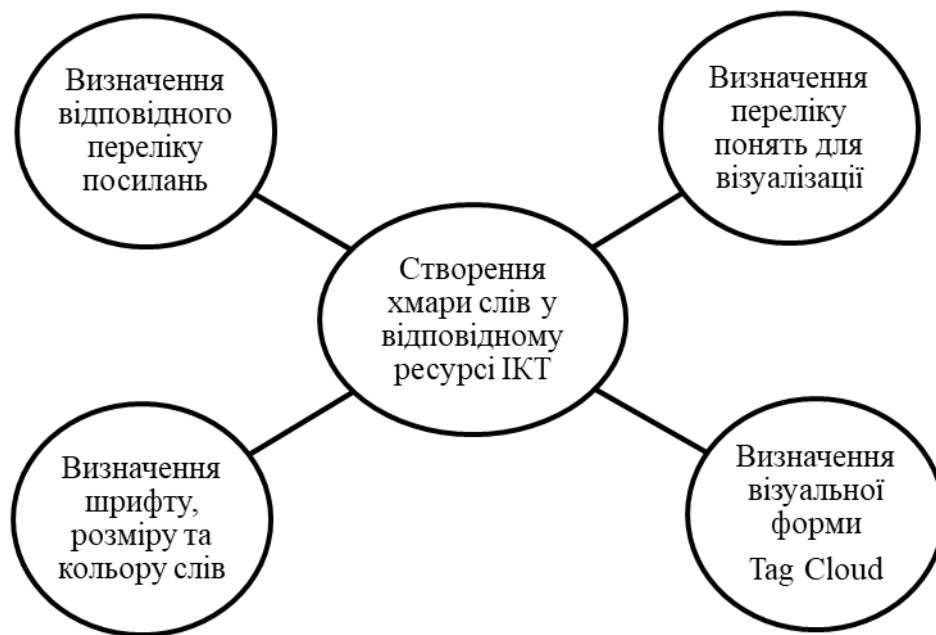 Визначення
відповідного
переліку
посилань
Визначення
переліку
понять для
візуалізації
Створення
хмари слів у
відповідному
ресурсі ІКТ
Визначення
шрифту,
розміру та
кольору слів
Визначення
візуальної
форми
Tag Cloud